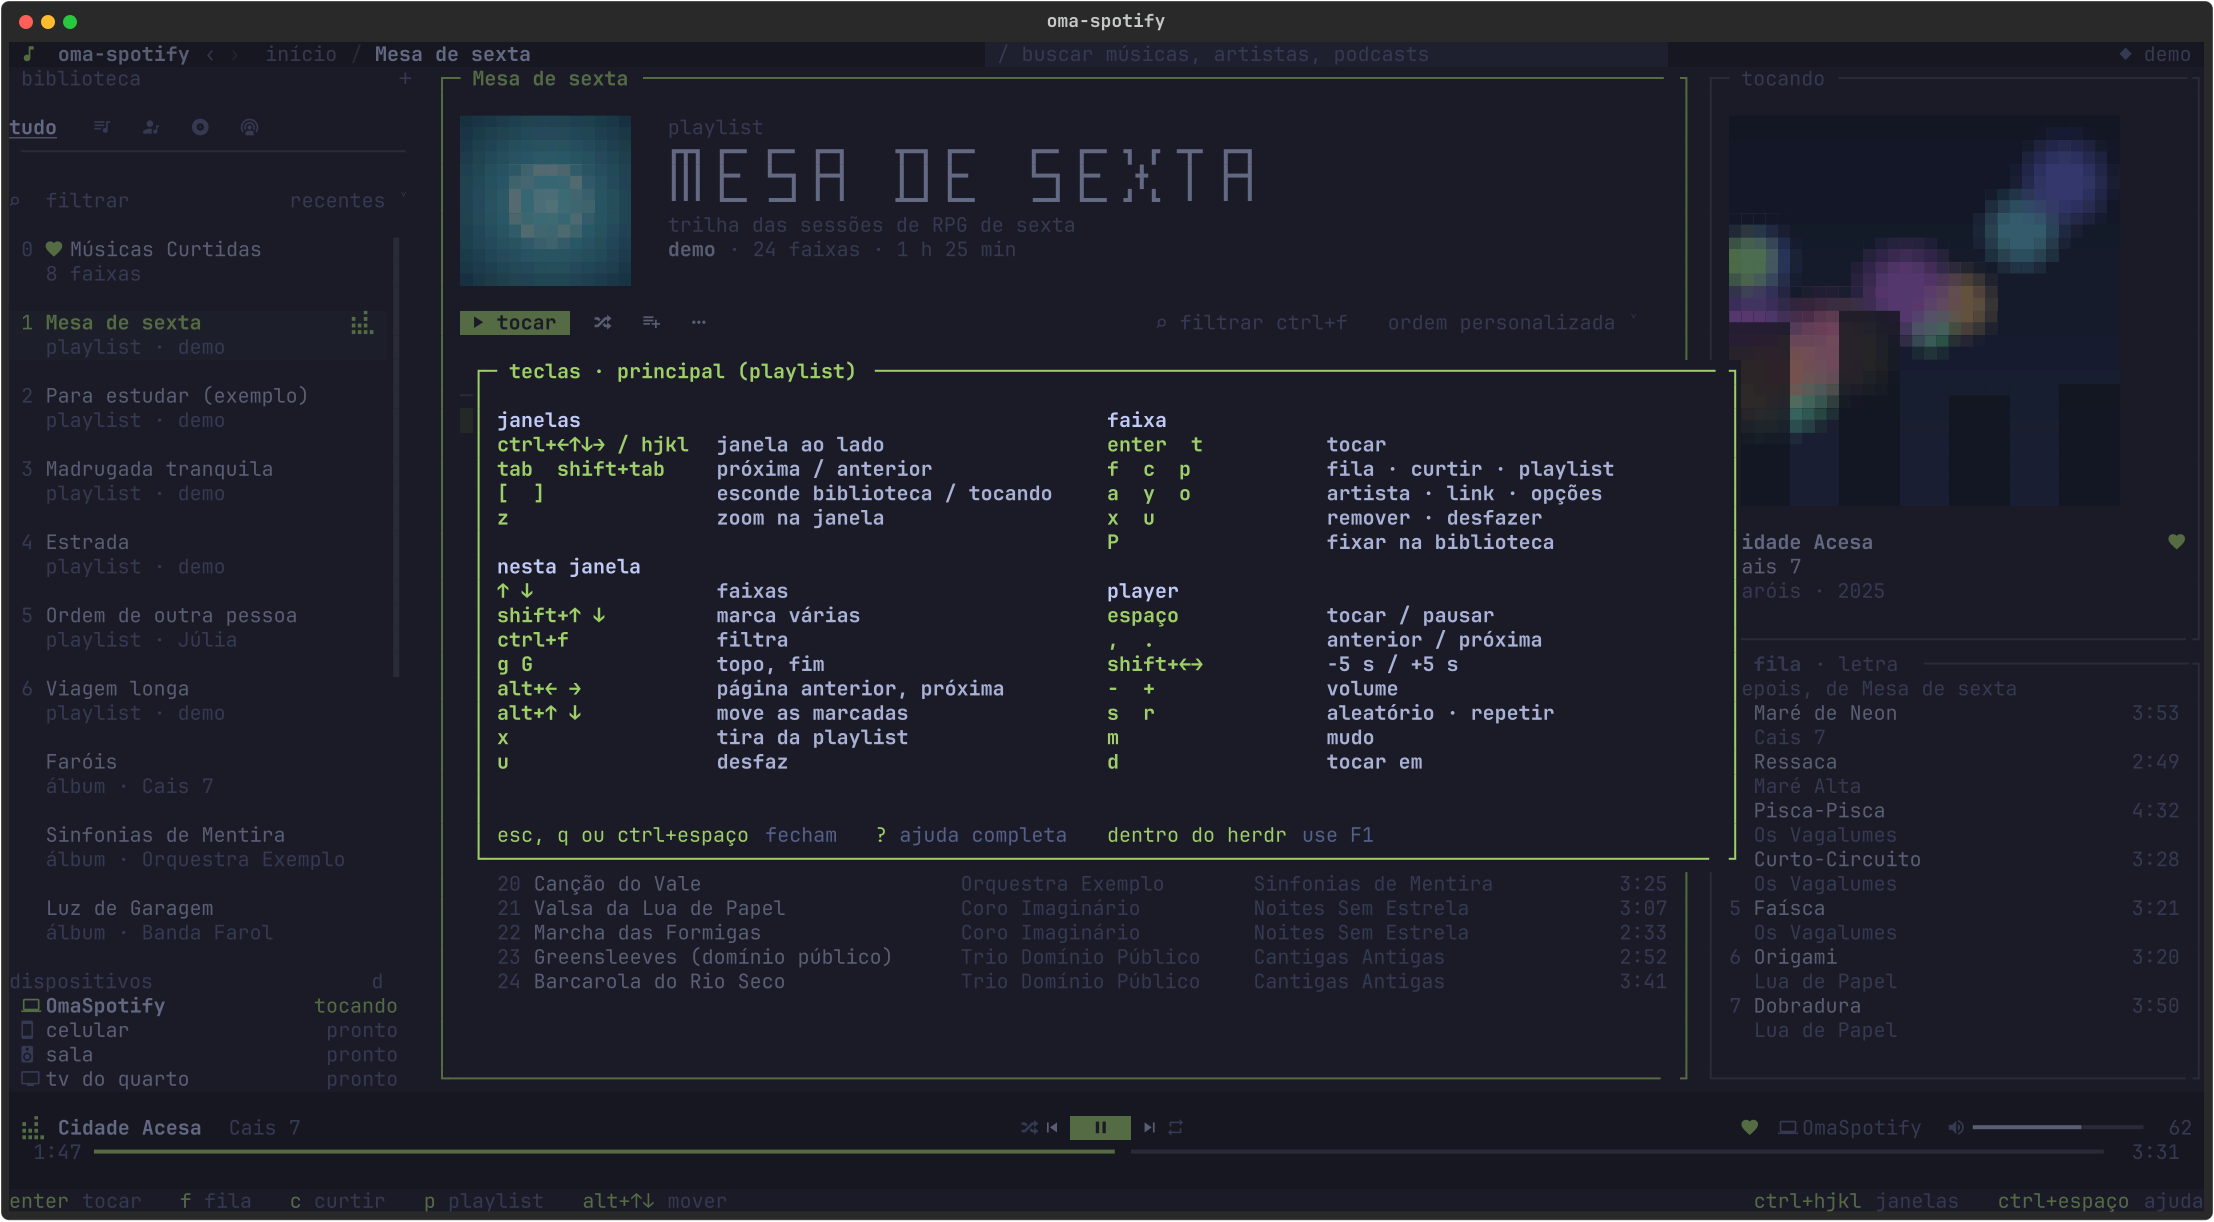 oma-spotify
oma-spotify ‹ › início / Mesa de sexta
/ buscar músicas, artistas, podcasts
◆ demo
biblioteca +
tudo
filtrar recentes ˅
0 ♥ Músicas Curtidas
8 faixas
1 Mesa de sexta
playlist · demo
2 Para estudar (exemplo)
playlist · demo
3 Madrugada tranquila
playlist · demo
4 Estrada
playlist · demo
5 Ordem de outra pessoa
playlist · Júlia
6 Viagem longa
playlist · demo
Faróis
álbum · Cais 7
Sinfonias de Mentira
álbum · Orquestra Exemplo
Luz de Garagem
álbum · Banda Farol
dispositivos d
OmaSpotify tocando
celular pronto
sala pronto
tv do quarto pronto
Mesa de sexta
playlist
MESA DE SEXTA
trilha das sessões de RPG de sexta
demo · 24 faixas · 1 h 25 min
tocar
filtrar ctrl+f ordem personalizada ˅
teclas · principal (playlist)
janelas
ctrl+←↑↓→ / hjkl janela ao lado
tab shift+tab próxima / anterior
[ ] esconde biblioteca / tocando
z zoom na janela
nesta janela
↑ ↓ faixas
shift+↑ ↓ marca várias
ctrl+f filtra
g G topo, fim
alt+← → página anterior, próxima
alt+↑ ↓ move as marcadas
x tira da playlist
u desfaz
faixa
enter t tocar
f c p fila · curtir · playlist
a y o artista · link · opções
x u remover · desfazer
P fixar na biblioteca
player
espaço tocar / pausar
, . anterior / próxima
shift+←→ -5 s / +5 s
- + volume
s r aleatório · repetir
m mudo
d tocar em
esc, q ou ctrl+espaço fecham ? ajuda completa dentro do herdr use F1
20 Canção do Vale Orquestra Exemplo Sinfonias de Mentira 3:25
21 Valsa da Lua de Papel Coro Imaginário Noites Sem Estrela 3:07
22 Marcha das Formigas Coro Imaginário Noites Sem Estrela 2:33
23 Greensleeves (domínio público) Trio Domínio Público Cantigas Antigas 2:52
24 Barcarola do Rio Seco Trio Domínio Público Cantigas Antigas 3:41
tocando
idade Acesa ♥
ais 7
aróis · 2025
fila · letra
epois, de Mesa de sexta
Maré de Neon 3:53
Cais 7
Ressaca 2:49
Maré Alta
Pisca-Pisca 4:32
Os Vagalumes
Curto-Circuito 3:28
Os Vagalumes
5 Faísca 3:21
Os Vagalumes
6 Origami 3:20
Lua de Papel
7 Dobradura 3:50
Lua de Papel
Cidade Acesa Cais 7
♥ OmaSpotify 62
1:47 3:31
enter tocar f fila c curtir p playlist alt+↑↓ mover
ctrl+hjkl janelas ctrl+espaço ajuda